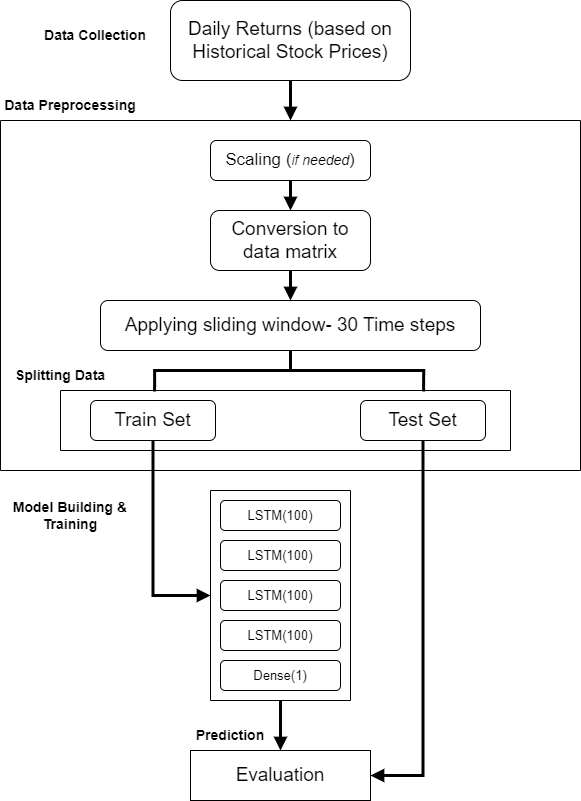 Data Collection
Daily Returns (based on
Historical Stock Prices)
Data Preprocessing
Scaling (if needed)
Conversion to
data matrix
Applying sliding window- 30 Time steps
Splitting Data
Train Set
Test Set
Model Building &
Training
LSTM(100)
LSTM(100)
LSTM(100)
LSTM(100)
Dense(1)
Prediction
Evaluation